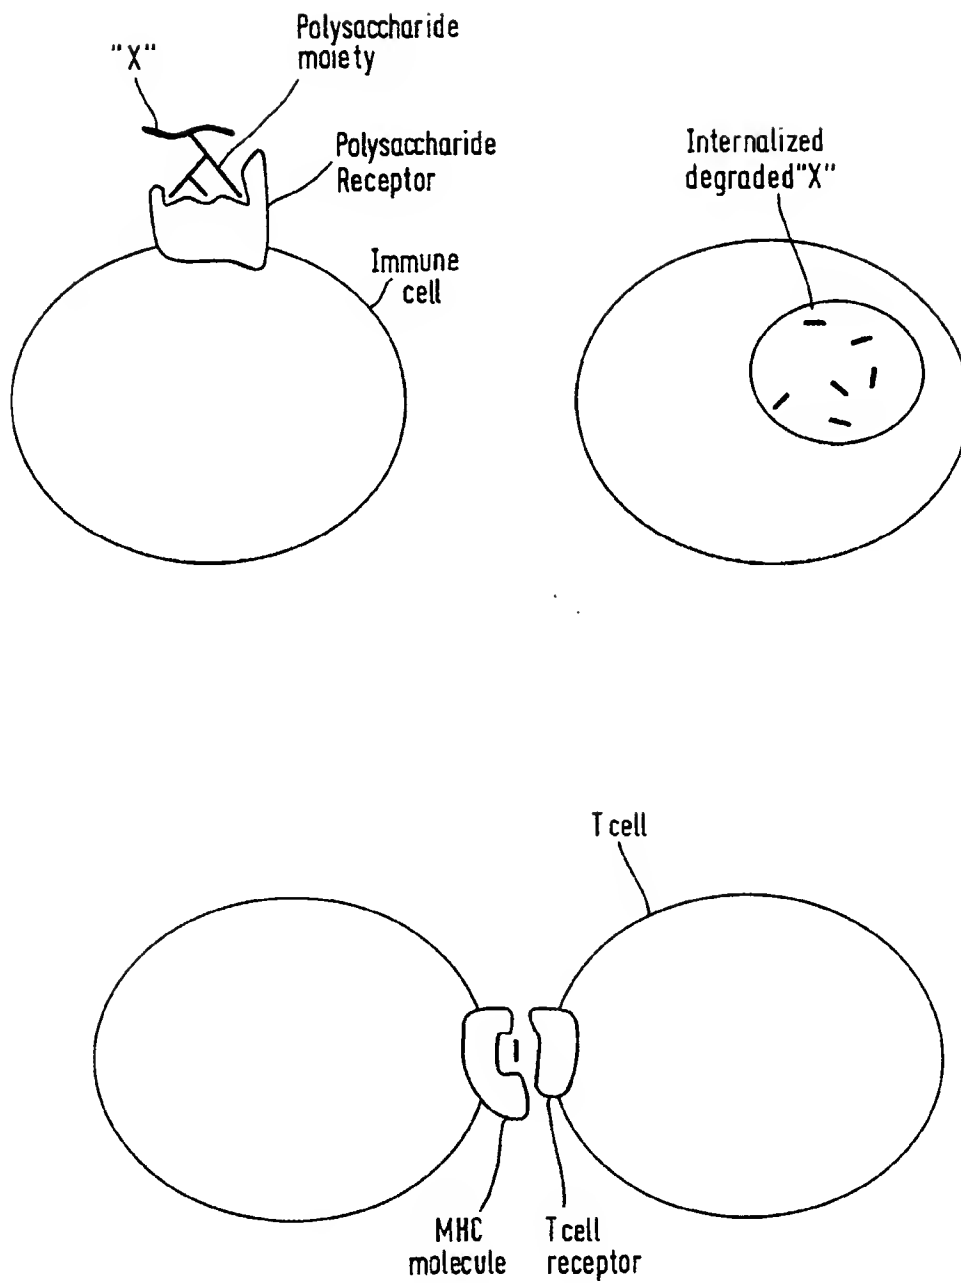 "X"
Polysaccharide
moiety
Polysaccharide
Receptor
Immune
cell
Internalized
degraded "X"
T cell
MHC
molecule
T cell
receptor